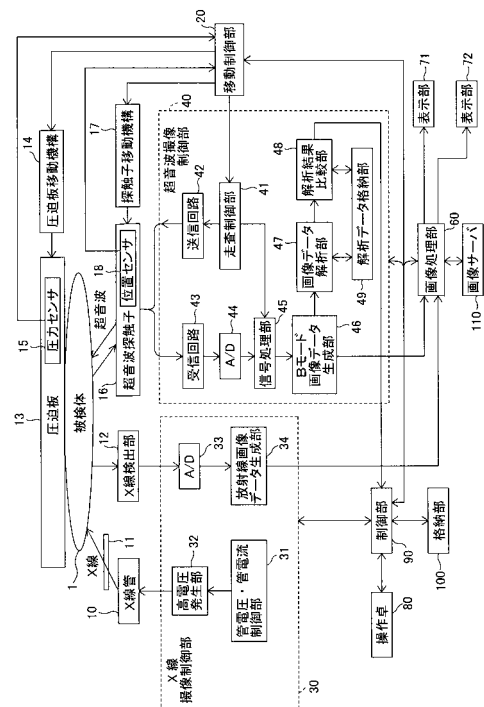 13
圧迫板
15
圧力センサ
14
圧迫板移動機構
20
移動制御部
17
探触子移動機構
16
超音波探触子
18
位置センサ
超音波
被検体
1
X線
11
10
X線管
12
X線検出部
40
超音波撮像
制御部
42
送信回路
41
走査制御部
43
受信回路
44
A/D
45
信号処理部
46
Bモード
画像データ
生成部
47
画像データ
解析部
48
解析結果
比較部
49
解析データ格納部
33
A/D
34
放射線画像
データ生成部
32
高電圧
発生部
31
管電圧・管電流
制御部
X線
撮像制御部
30
71
表示部
72
表示部
60
画像処理部
110
画像サーバ
90
制御部
100
格納部
80
操作卓